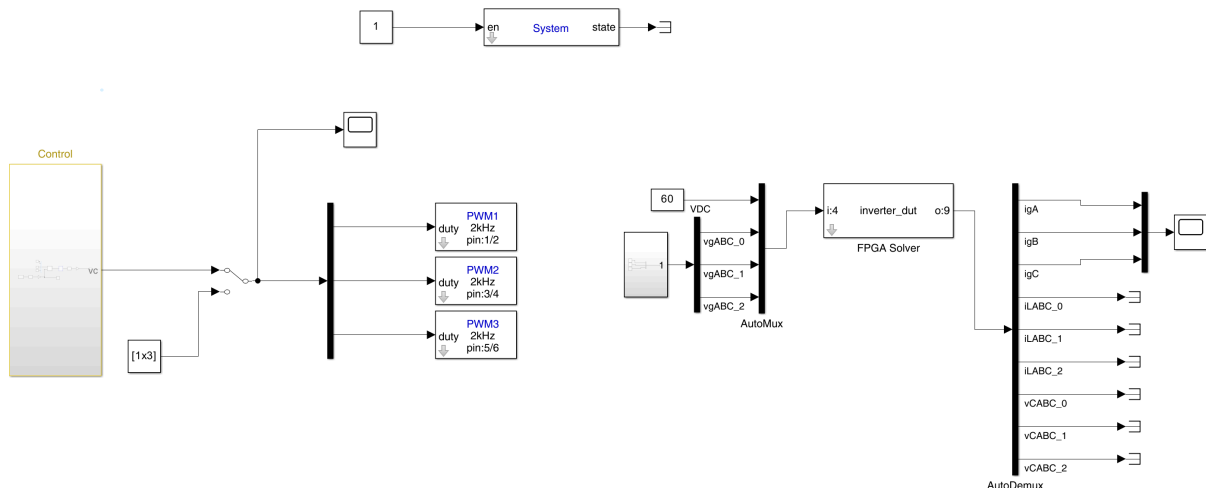 1
en
System
state
Control
vc
[1x3]
duty
PWM1
2kHz
pin:1/2
duty
PWM2
2kHz
pin:3/4
duty
PWM3
2kHz
pin:5/6
60
VDC
1
vgABC_0
vgABC_1
vgABC_2
AutoMux
i:4
inverter_dut
o:9
FPGA Solver
igA
igB
igC
iLABC_0
iLABC_1
iLABC_2
vCABC_0
vCABC_1
vCABC_2
AutoDemux